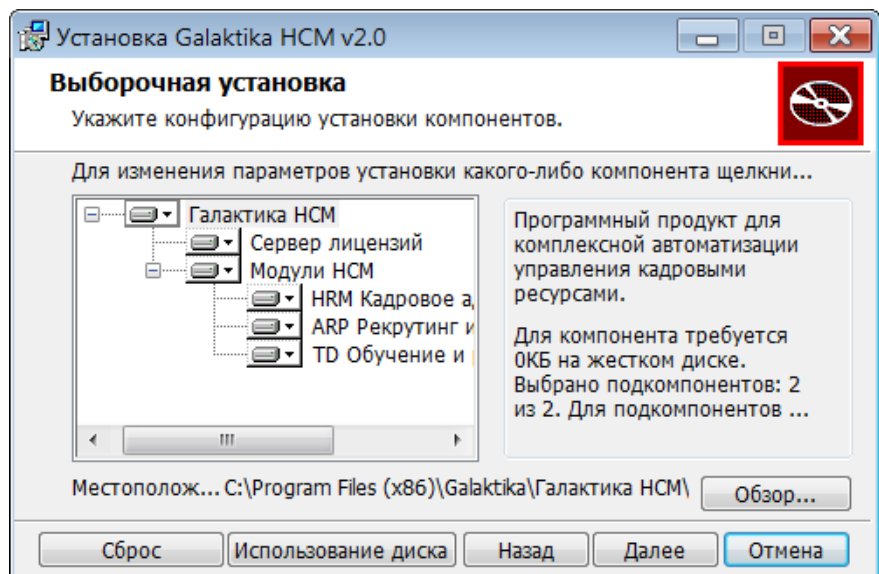 Установка Galaktika HCM v2.0
Выборочная установка
Укажите конфигурацию установки компонентов.
Для изменения параметров установки какого-либо компонента щелкни...
Галактика HCM
Сервер лицензий
Модули HCM
HRM Кадровое а
ARP Рекрутинг и
TD Обучение и
Программный продукт для
комплексной автоматизации
управления кадровыми
ресурсами.
Для компонента требуется
0КБ на жестком диске.
Выбрано подкомпонентов: 2
из 2. Для подкомпонентов ...
Местополож... C:\Program Files (x86)\Galaktika\Галактика HCM\
Обзор...
Сброс Использование диска Назад Далее Отмена